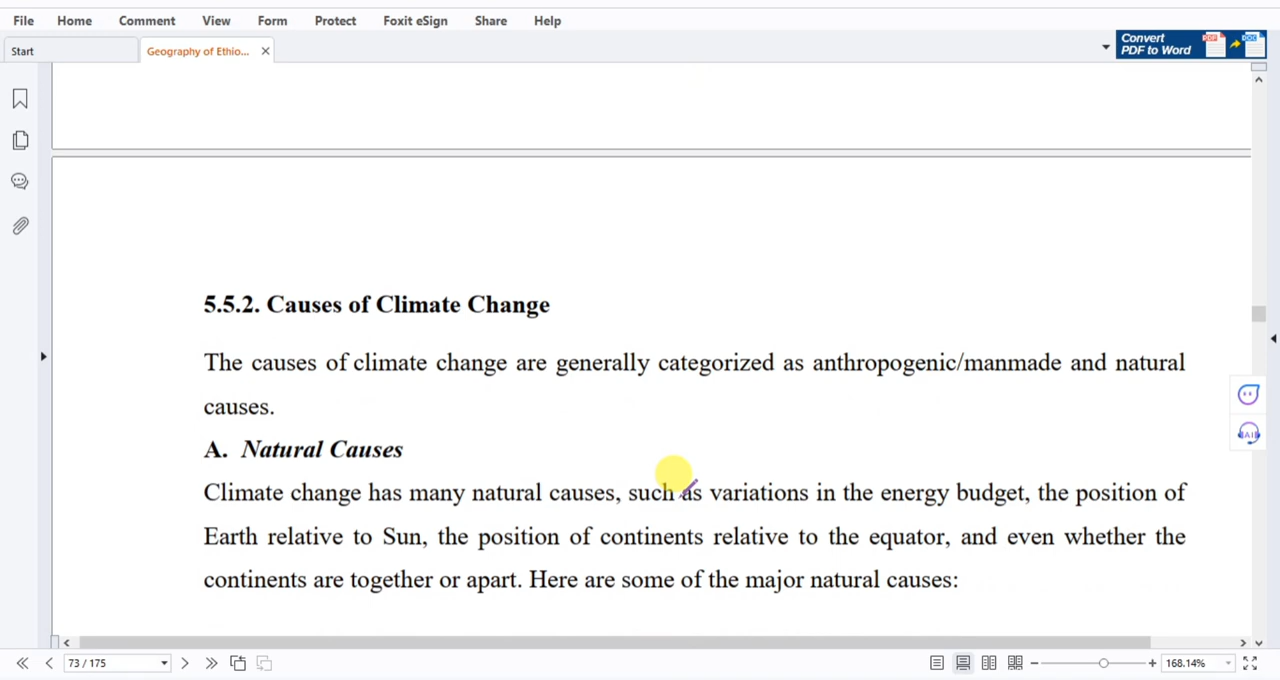 File Home Comment View Form Protect Foxit eSign Share Help
Start Geography of Ethio...
Convert
PDF to Word
5.5.2. Causes of Climate Change
The causes of climate change are generally categorized as anthropogenic/manmade and natural
causes.
A. Natural Causes
Climate change has many natural causes, such as variations in the energy budget, the position of
Earth relative to Sun, the position of continents relative to the equator, and even whether the
continents are together or apart. Here are some of the major natural causes:
73 / 175 168.14%